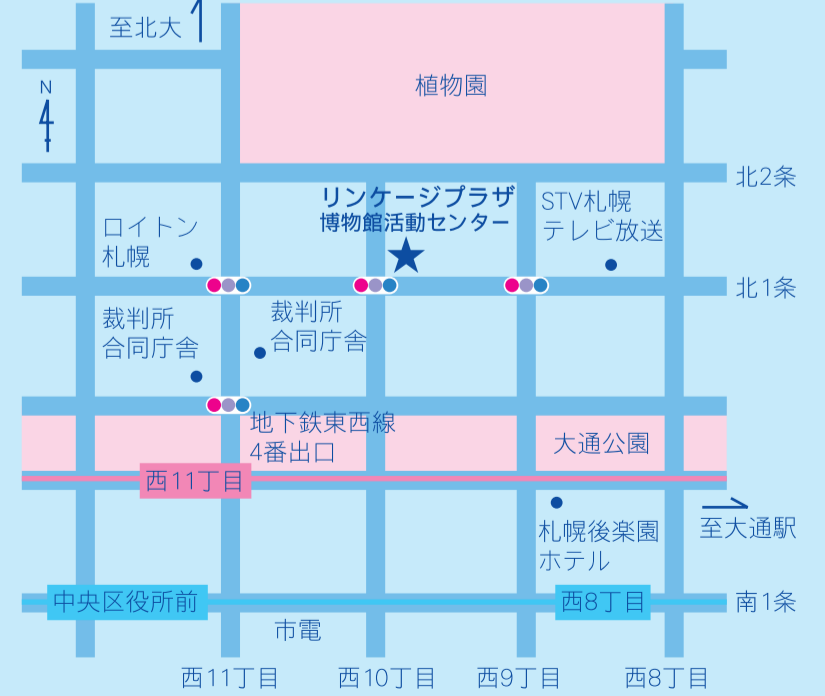 至北大
N
植物園
北2条
リンケージプラザ
博物館活動センター
STV札幌
テレビ放送
ロイトン
札幌
北1条
裁判所
合同庁舎
裁判所
合同庁舎
地下鉄東西線
4番出口
大通公園
西11丁目
札幌後楽園
ホテル
至大通駅
中央区役所前
西8丁目
南1条
市電
西11丁目
西10丁目
西9丁目
西8丁目